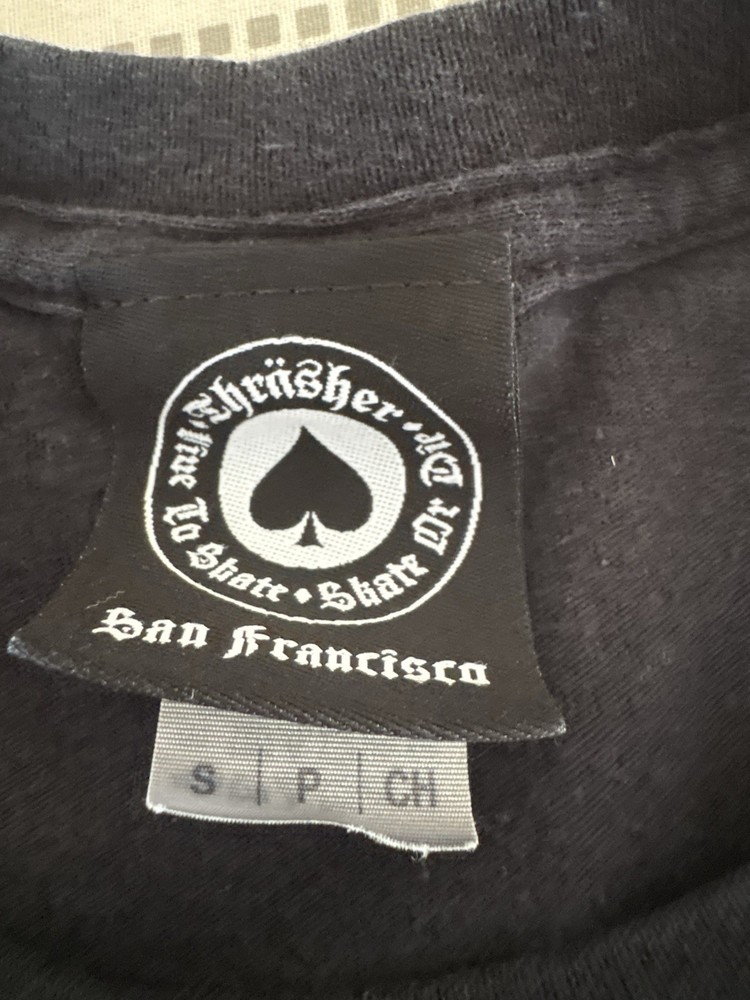 Thräsher
Live To Skate • Skate Or Die
San Francisco
S | P | CH